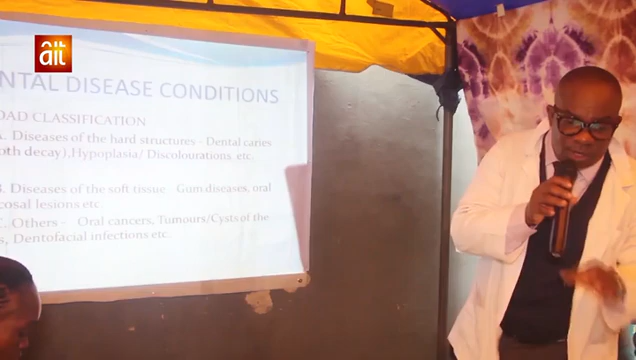 ait
NTAL DISEASE CONDITIONS
OAD CLASSIFICATION
A. Diseases of the hard structures - Dental caries
oth decay),Hypoplasia/ Discolourations etc.
B. Diseases of the soft tissue - Gum diseases, oral
cosal lesions etc.
C. Others - Oral cancers, Tumours/Cysts of the
s, Dentofacial infections etc.